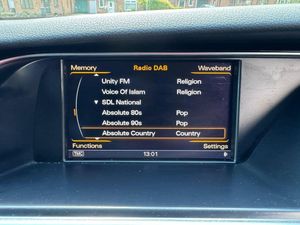 Memory Radio DAB Waveband
Unity FM Religion
Voice Of Islam Religion
SDL National
Absolute 80s Pop
Absolute 90s Pop
Absolute Country Country
Functions Settings
TMC 13:01